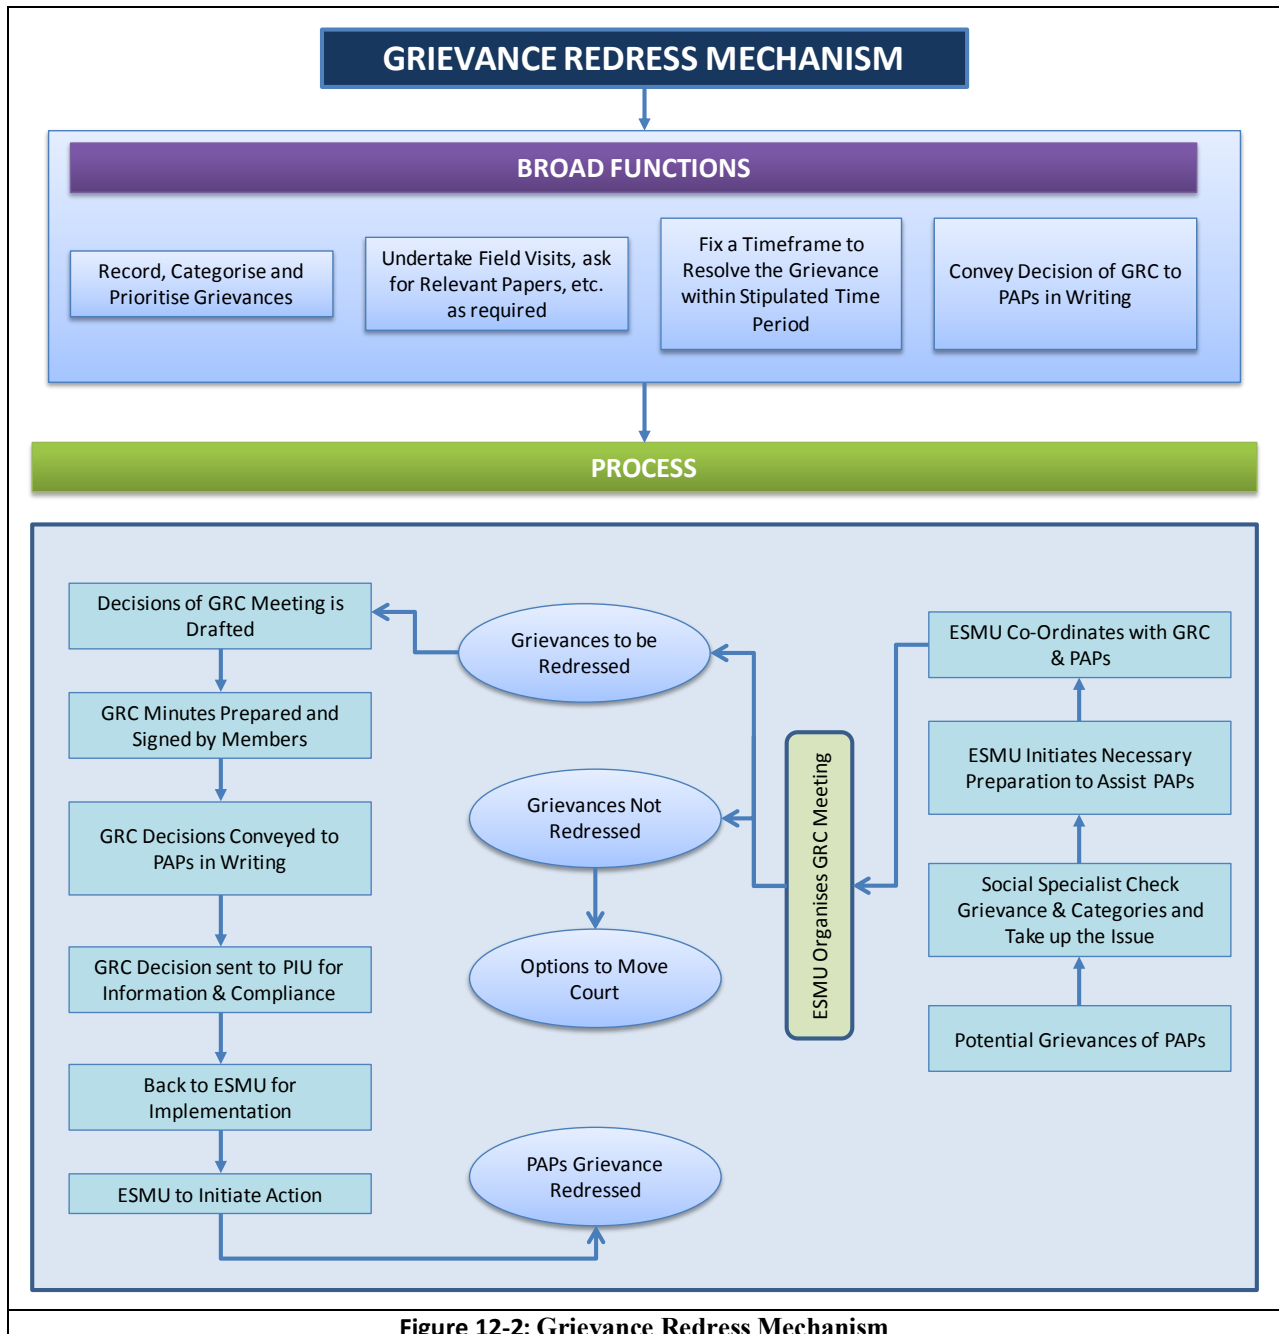 GRIEVANCE REDRESS MECHANISM
BROAD FUNCTIONS
Record, Categorise and
Prioritise Grievances
Undertake Field Visits, ask
for Relevant Papers, etc.
as required
Fix a Timeframe to
Resolve the Grievance
within Stipulated Time
Period
Convey Decision of GRC to
PAPs in Writing
PROCESS
Decisions of GRC Meeting is
Drafted
GRC Minutes Prepared and
Signed by Members
GRC Decisions Conveyed to
PAPs in Writing
GRC Decision sent to PIU for
Information & Compliance
Back to ESMU for
Implementation
ESMU to Initiate Action
Grievances to be
Redressed
Grievances Not
Redressed
Options to Move
Court
PAPs Grievance
Redressed
ESMU Organises GRC Meeting
ESMU Co-Ordinates with GRC
& PAPs
ESMU Initiates Necessary
Preparation to Assist PAPs
Social Specialist Check
Grievance & Categories and
Take up the Issue
Potential Grievances of PAPs
Figure 12-2: Grievance Redress Mechanism